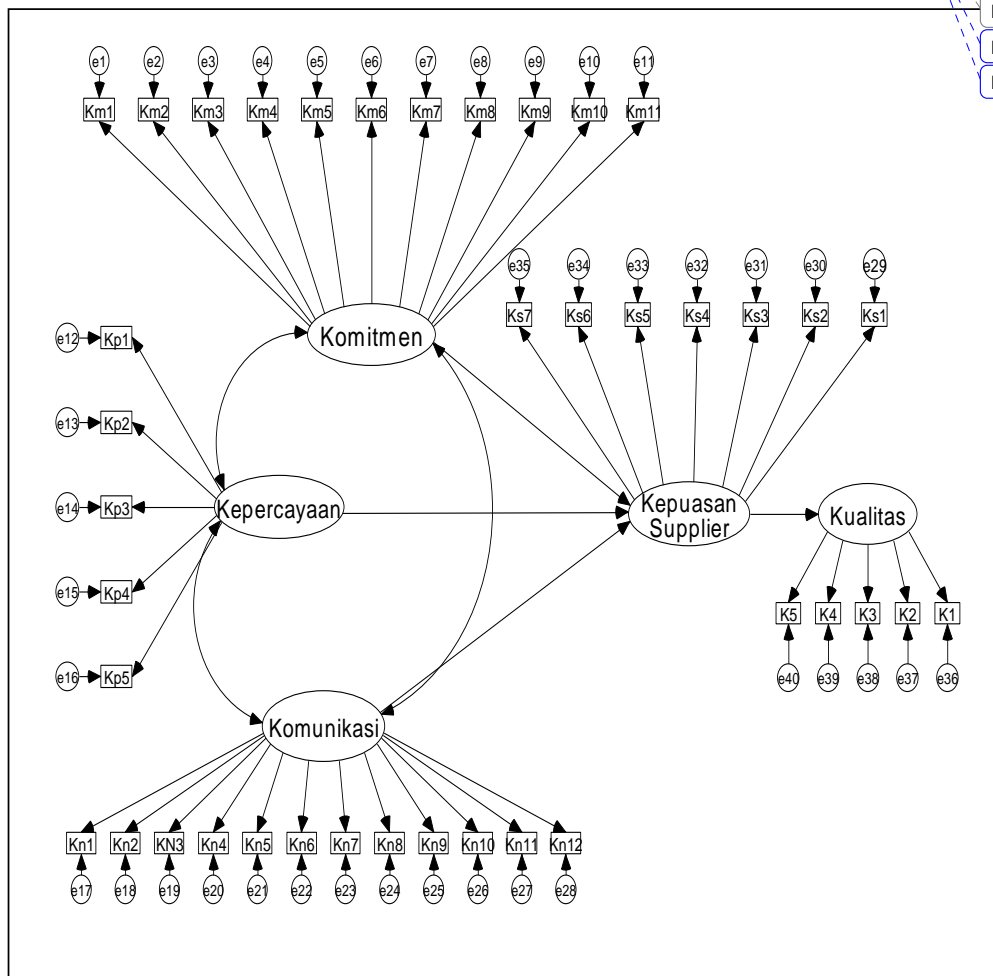 e1 e2 e3 e4 e5 e6 e7 e8 e9 e10 e11
Km1 Km2 Km3 Km4 Km5 Km6 Km7 Km8 Km9 Km10 Km11
e35 e34 e33 e32 e31 e30 e29
Ks7 Ks6 Ks5 Ks4 Ks3 Ks2 Ks1
Komitmen
e12 Kp1
e13 Kp2
e14 Kp3
e15 Kp4
e16 Kp5
Kepercayaan
Kepuasan
Supplier
Kualitas
K5 K4 K3 K2 K1
e40 e39 e38 e37 e36
Komunikasi
Kn1 Kn2 KN3 Kn4 Kn5 Kn6 Kn7 Kn8 Kn9 Kn10 Kn11 Kn12
e17 e18 e19 e20 e21 e22 e23 e24 e25 e26 e27 e28